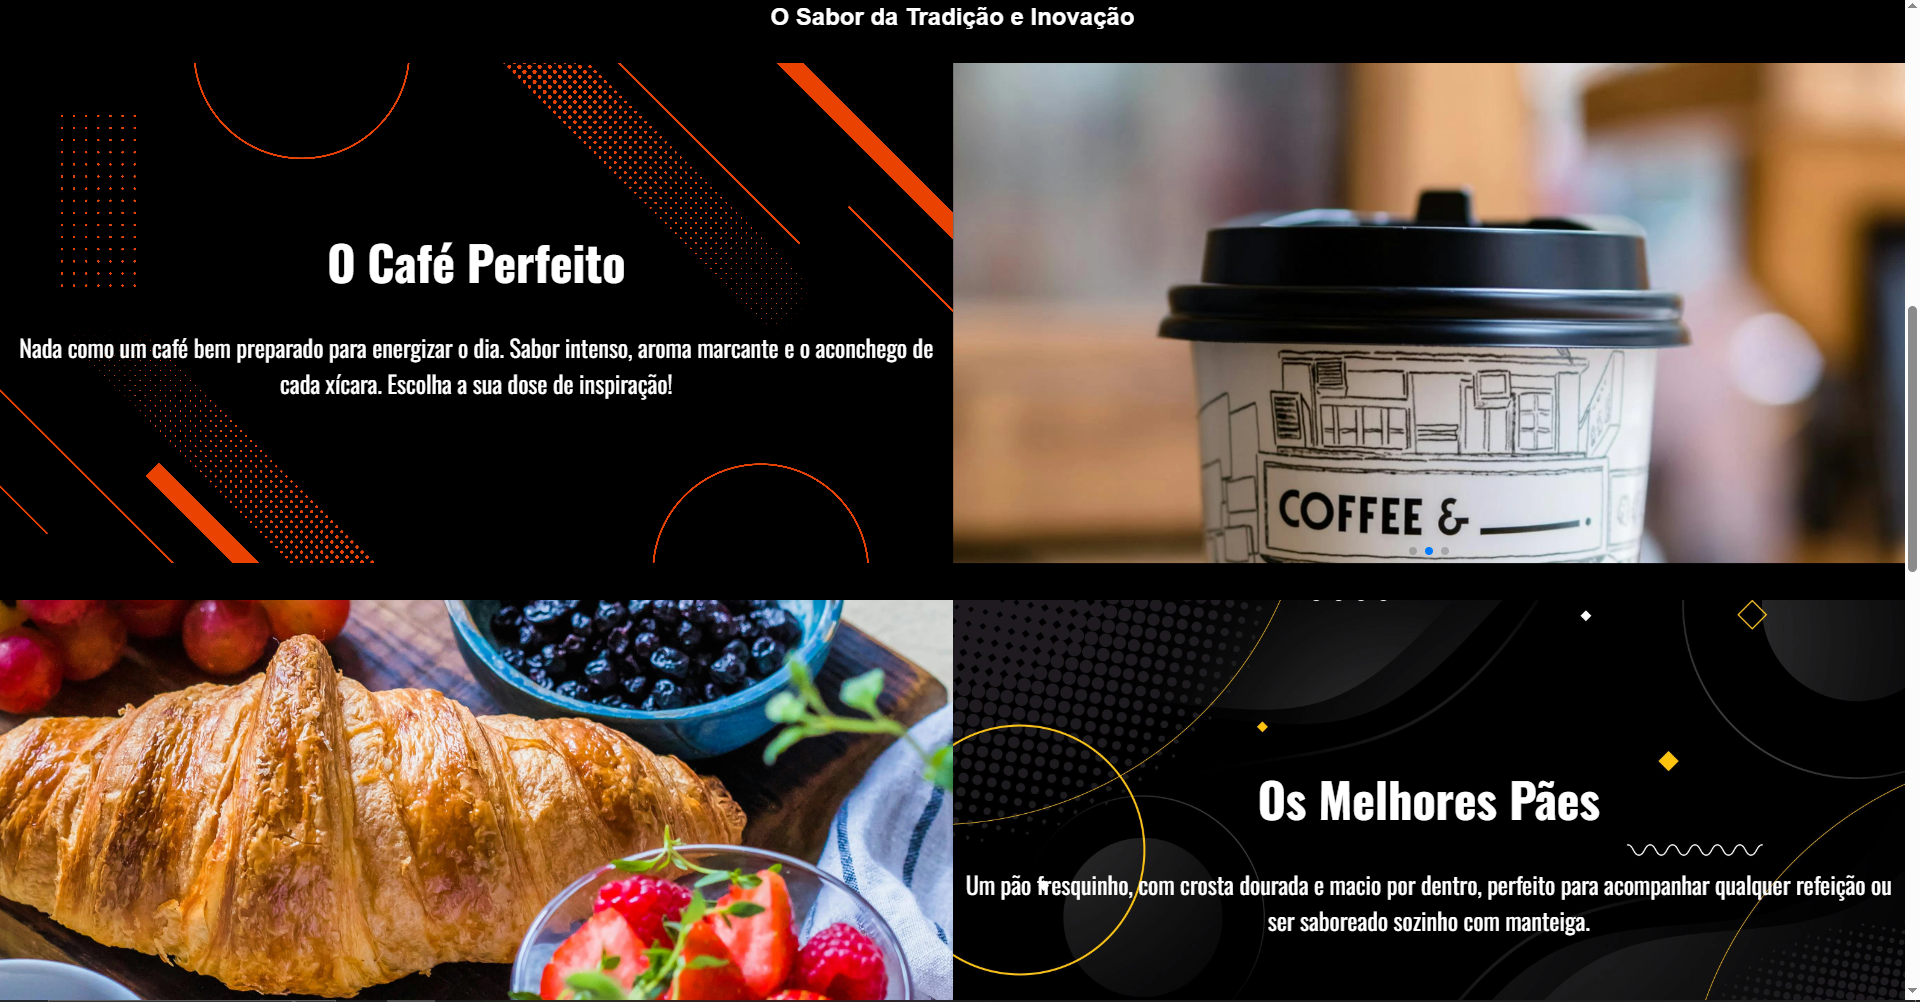 O Sabor da Tradição e Inovação
O Café Perfeito
Nada como um café bem preparado para energizar o dia. Sabor intenso, aroma marcante e o aconchego de
cada xícara. Escolha a sua dose de inspiração!
COFFEE &
Os Melhores Pães
Um pão fresquinho, com crosta dourada e macio por dentro, perfeito para acompanhar qualquer refeição ou
ser saboreado sozinho com manteiga.